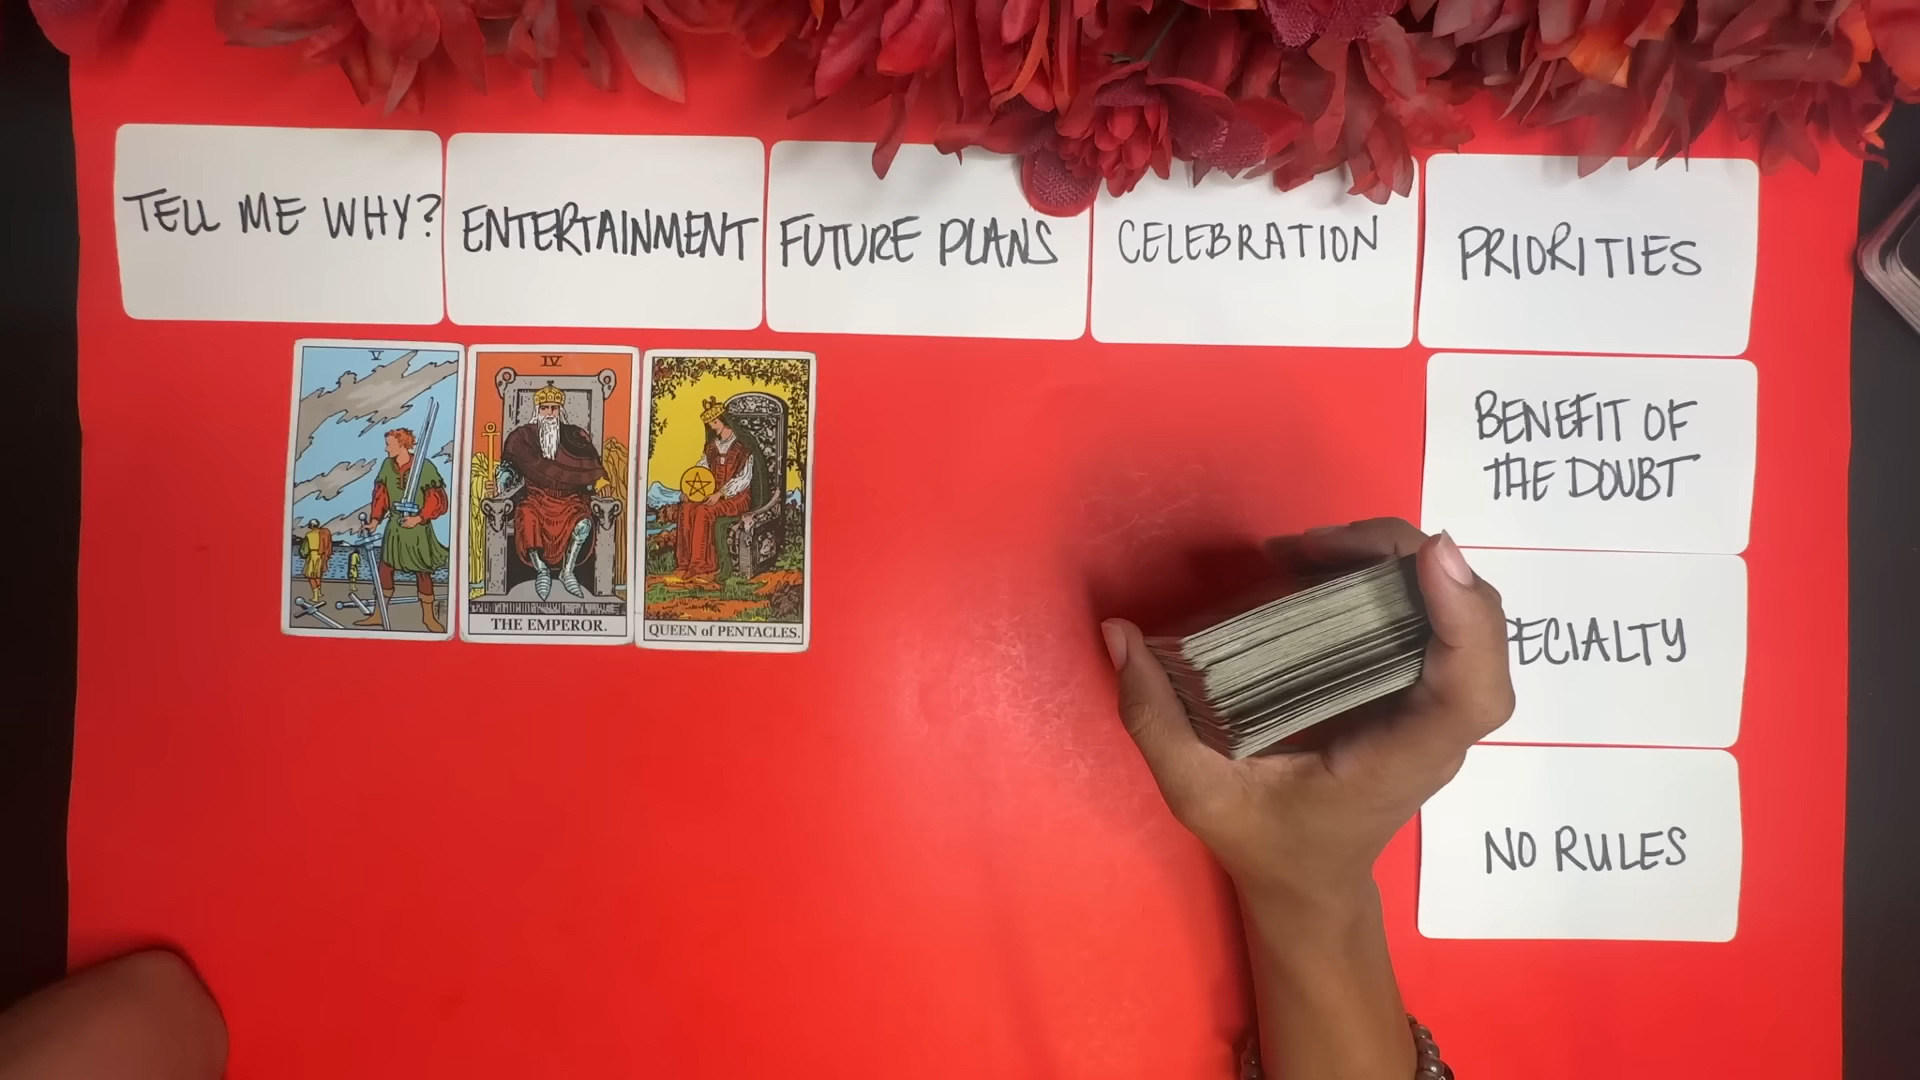 TELL ME WHY?
ENTERTAINMENT
FUTURE PLANS
CELEBRATION
PRIORITIES
V
IV
THE EMPEROR.
QUEEN of PENTACLES.
BENEFIT OF
THE DOUBT
PECIALTY
NO RULES